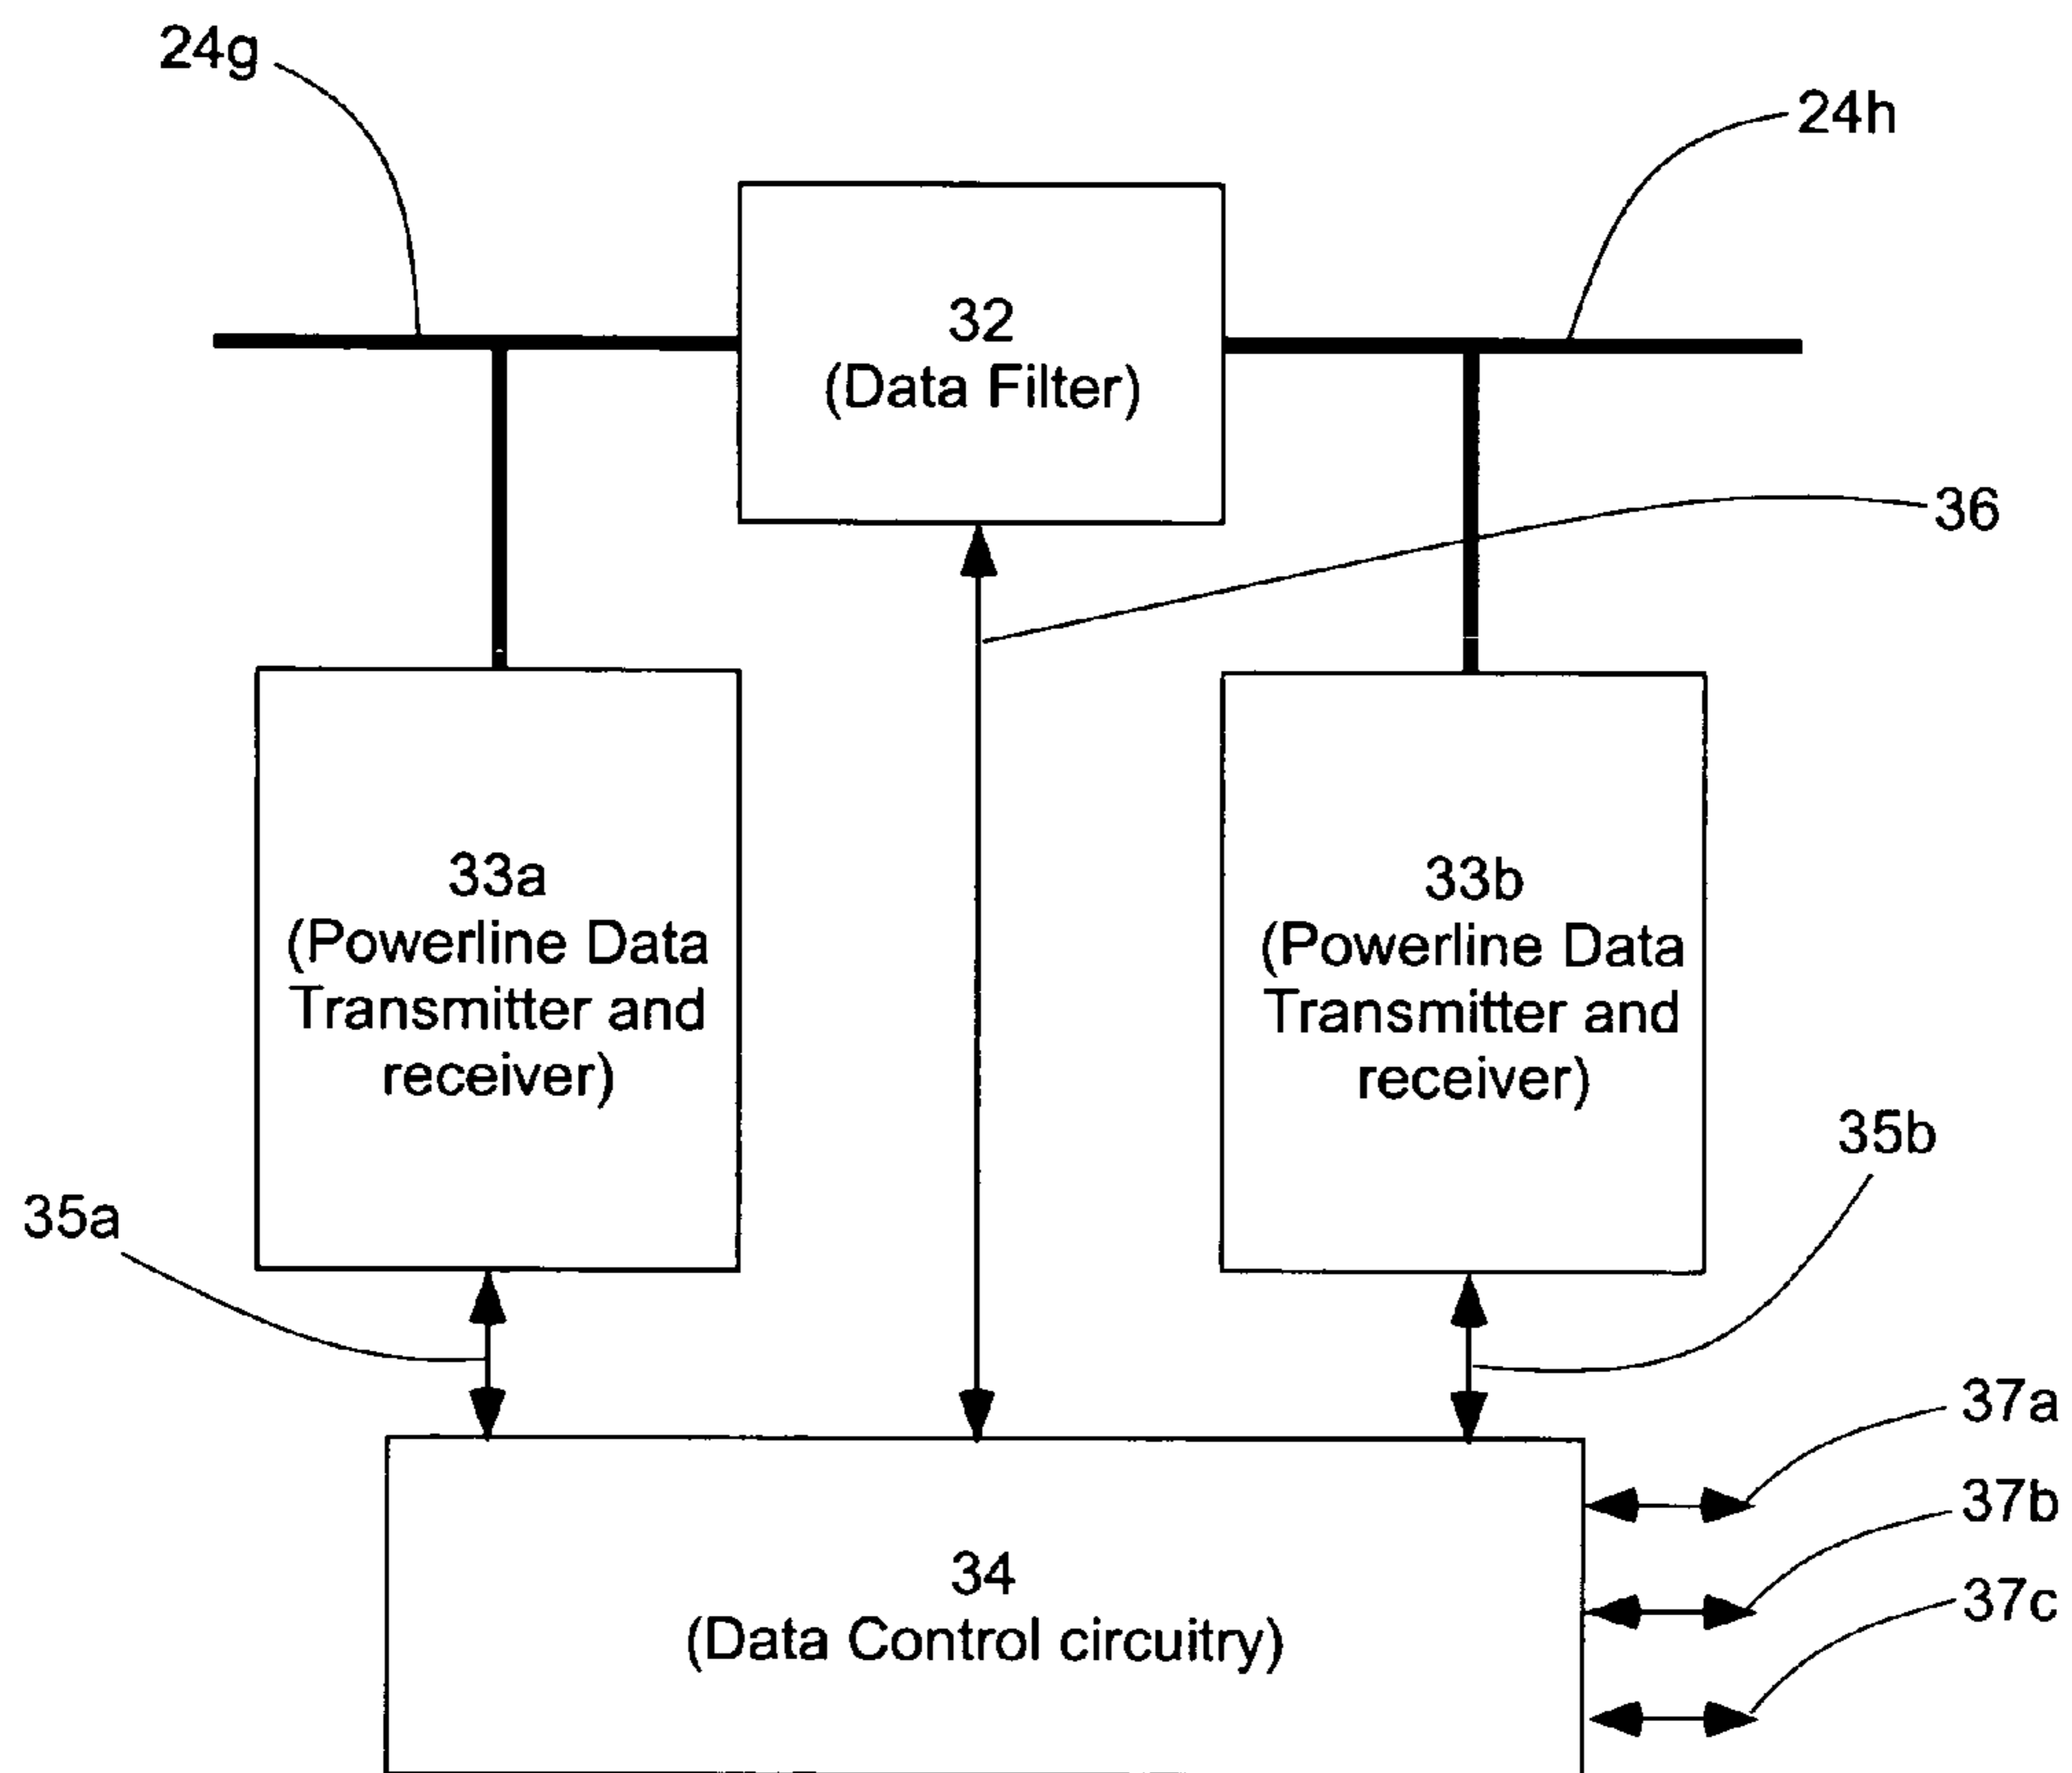 24g
24h
32
(Data Filter)
36
33a
(Powerline Data
Transmitter and
receiver)
33b
(Powerline Data
Transmitter and
receiver)
35b
35a
37a
37b
37c
34
(Data Control circuitry)